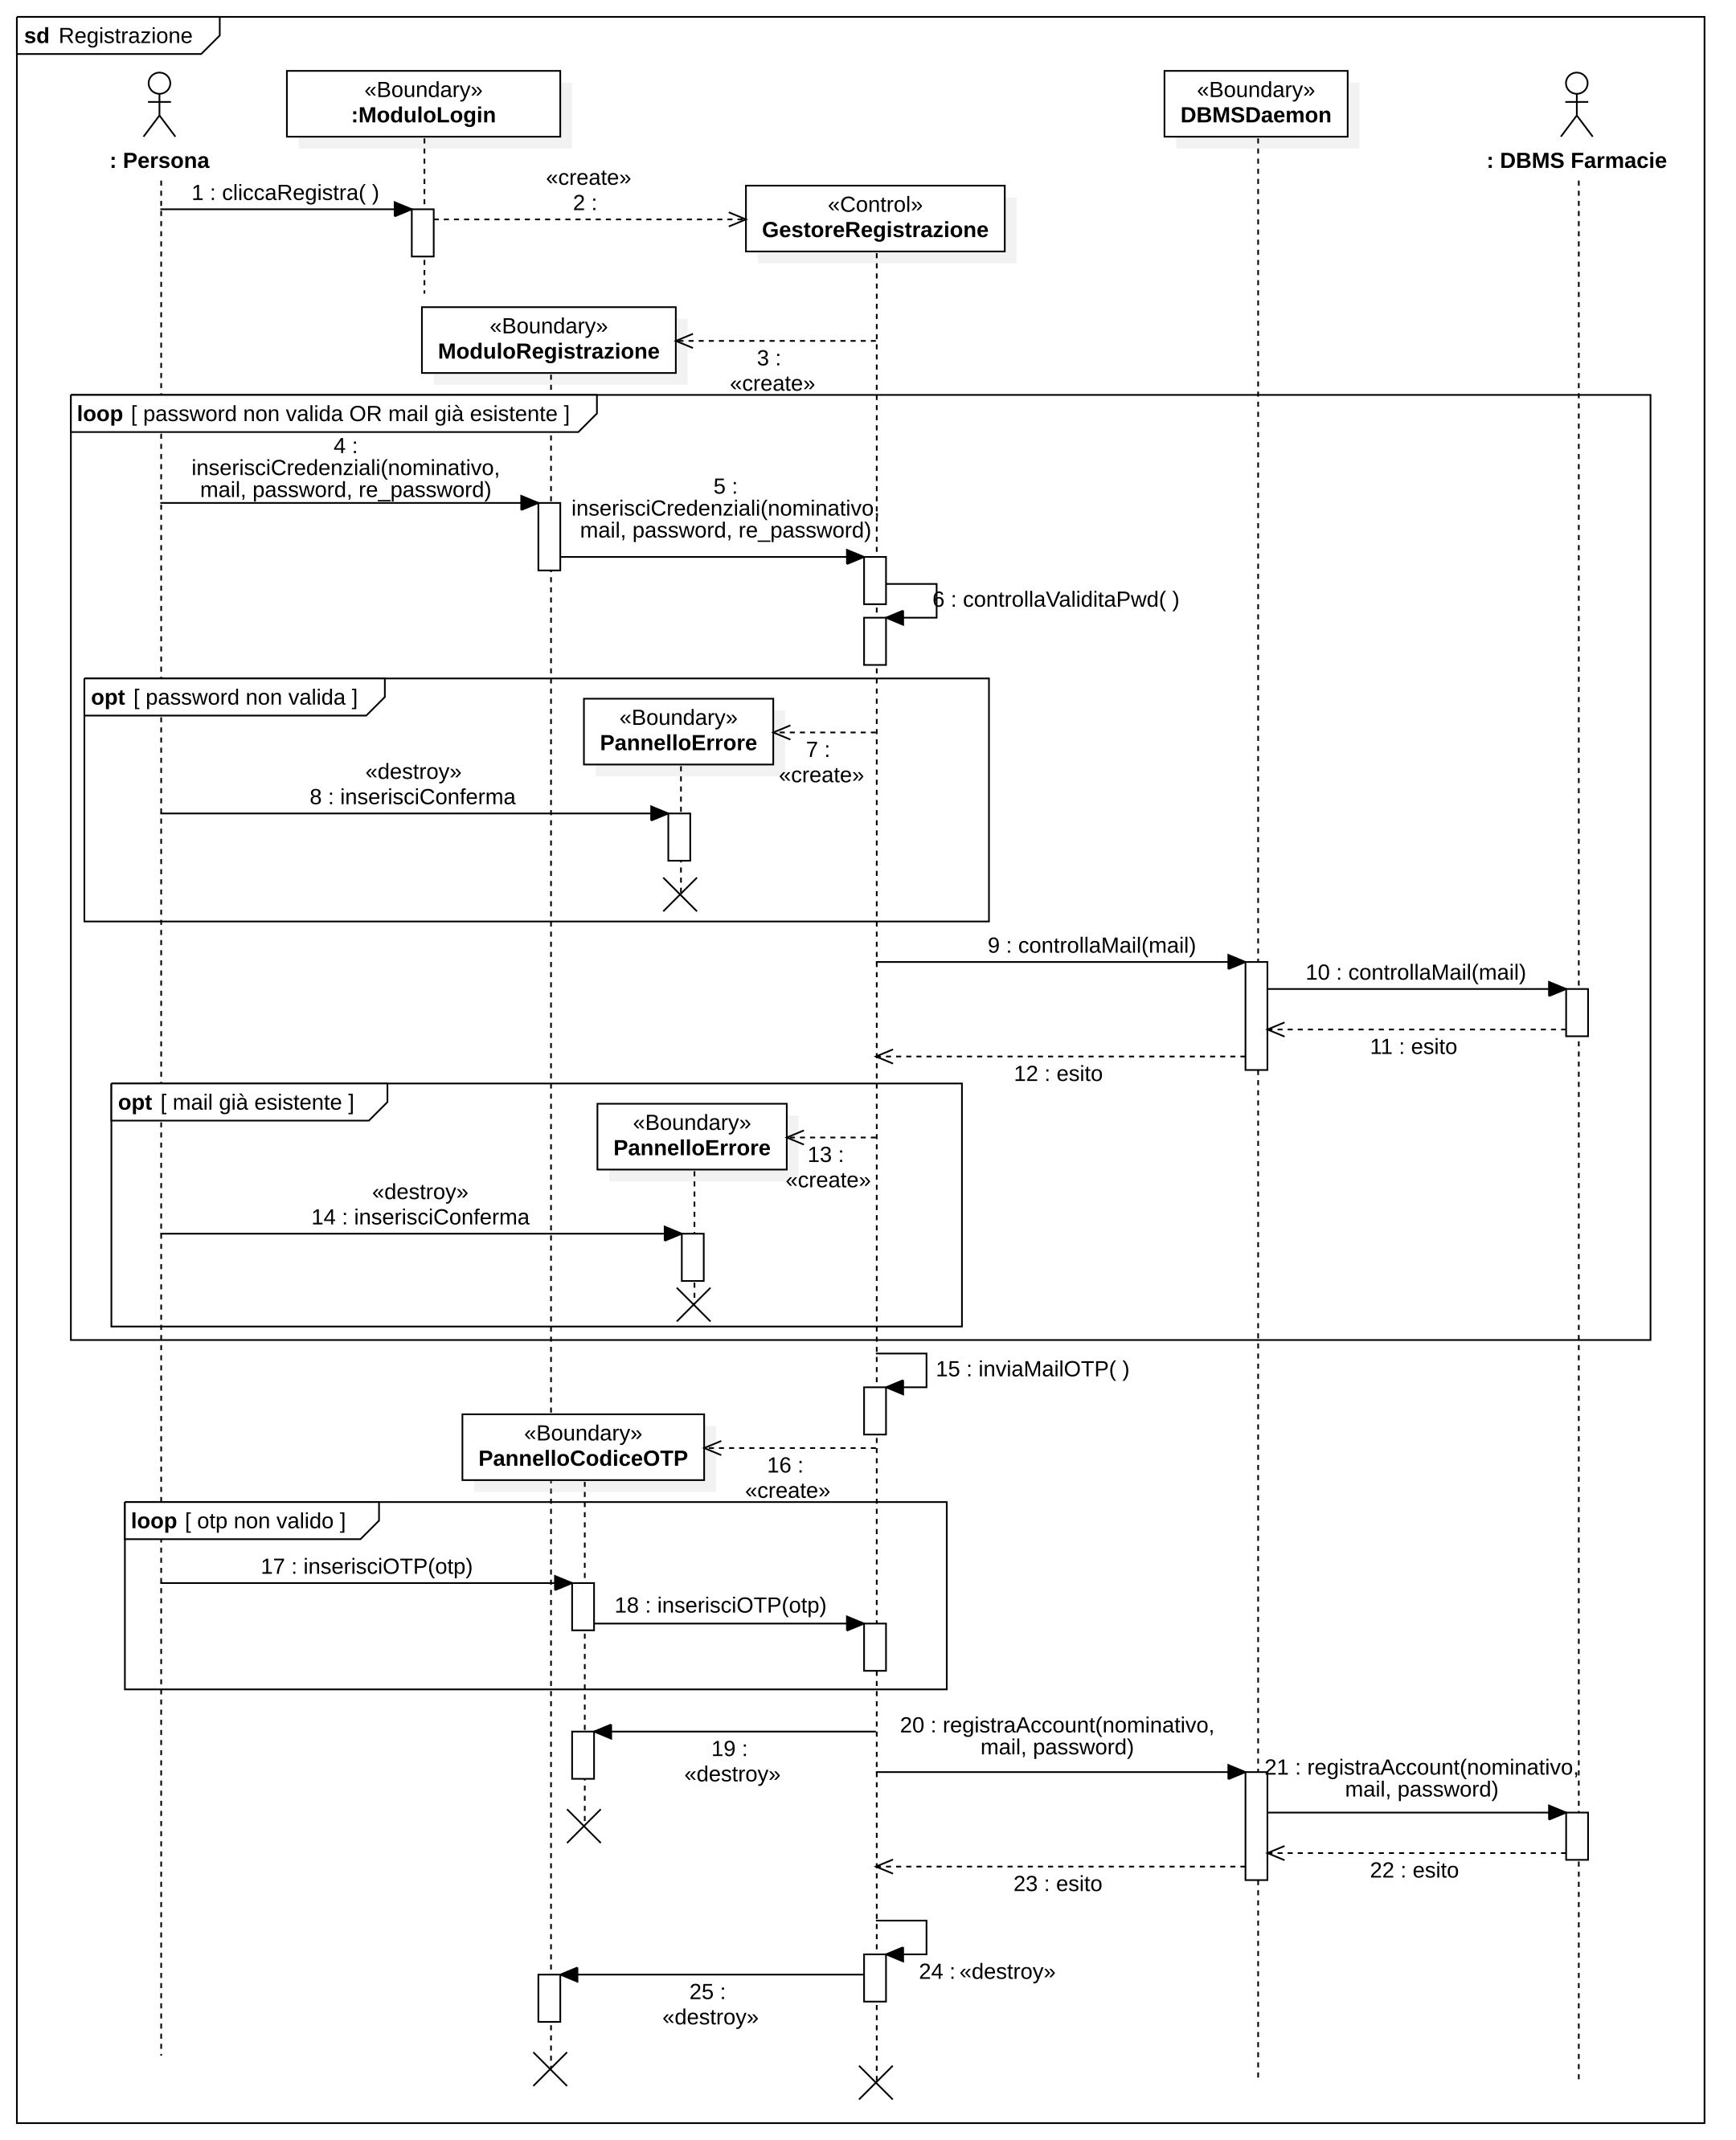 sd Registrazione
«Boundary»
:ModuloLogin
«Boundary»
DBMSDaemon
: Persona
: DBMS Farmacie
1 : cliccaRegistra( )
«create»
2 :
«Control»
GestoreRegistrazione
«Boundary»
ModuloRegistrazione
3 :
«create»
loop [ password non valida OR mail già esistente ]
4 :
inserisciCredenziali(nominativo,
mail, password, re_password)
5 :
inserisciCredenziali(nominativo,
mail, password, re_password)
6 : controllaValiditaPwd( )
opt [ password non valida ]
«Boundary»
PannelloErrore
7 :
«create»
«destroy»
8 : inserisciConferma
9 : controllaMail(mail)
10 : controllaMail(mail)
11 : esito
12 : esito
opt [ mail già esistente ]
«Boundary»
PannelloErrore
13 :
«create»
«destroy»
14 : inserisciConferma
15 : inviaMailOTP( )
«Boundary»
PannelloCodiceOTP
16 :
«create»
loop [ otp non valido ]
17 : inserisciOTP(otp)
18 : inserisciOTP(otp)
19 :
«destroy»
20 : registraAccount(nominativo,
mail, password)
21 : registraAccount(nominativo,
mail, password)
22 : esito
23 : esito
24 : «destroy»
25 :
«destroy»